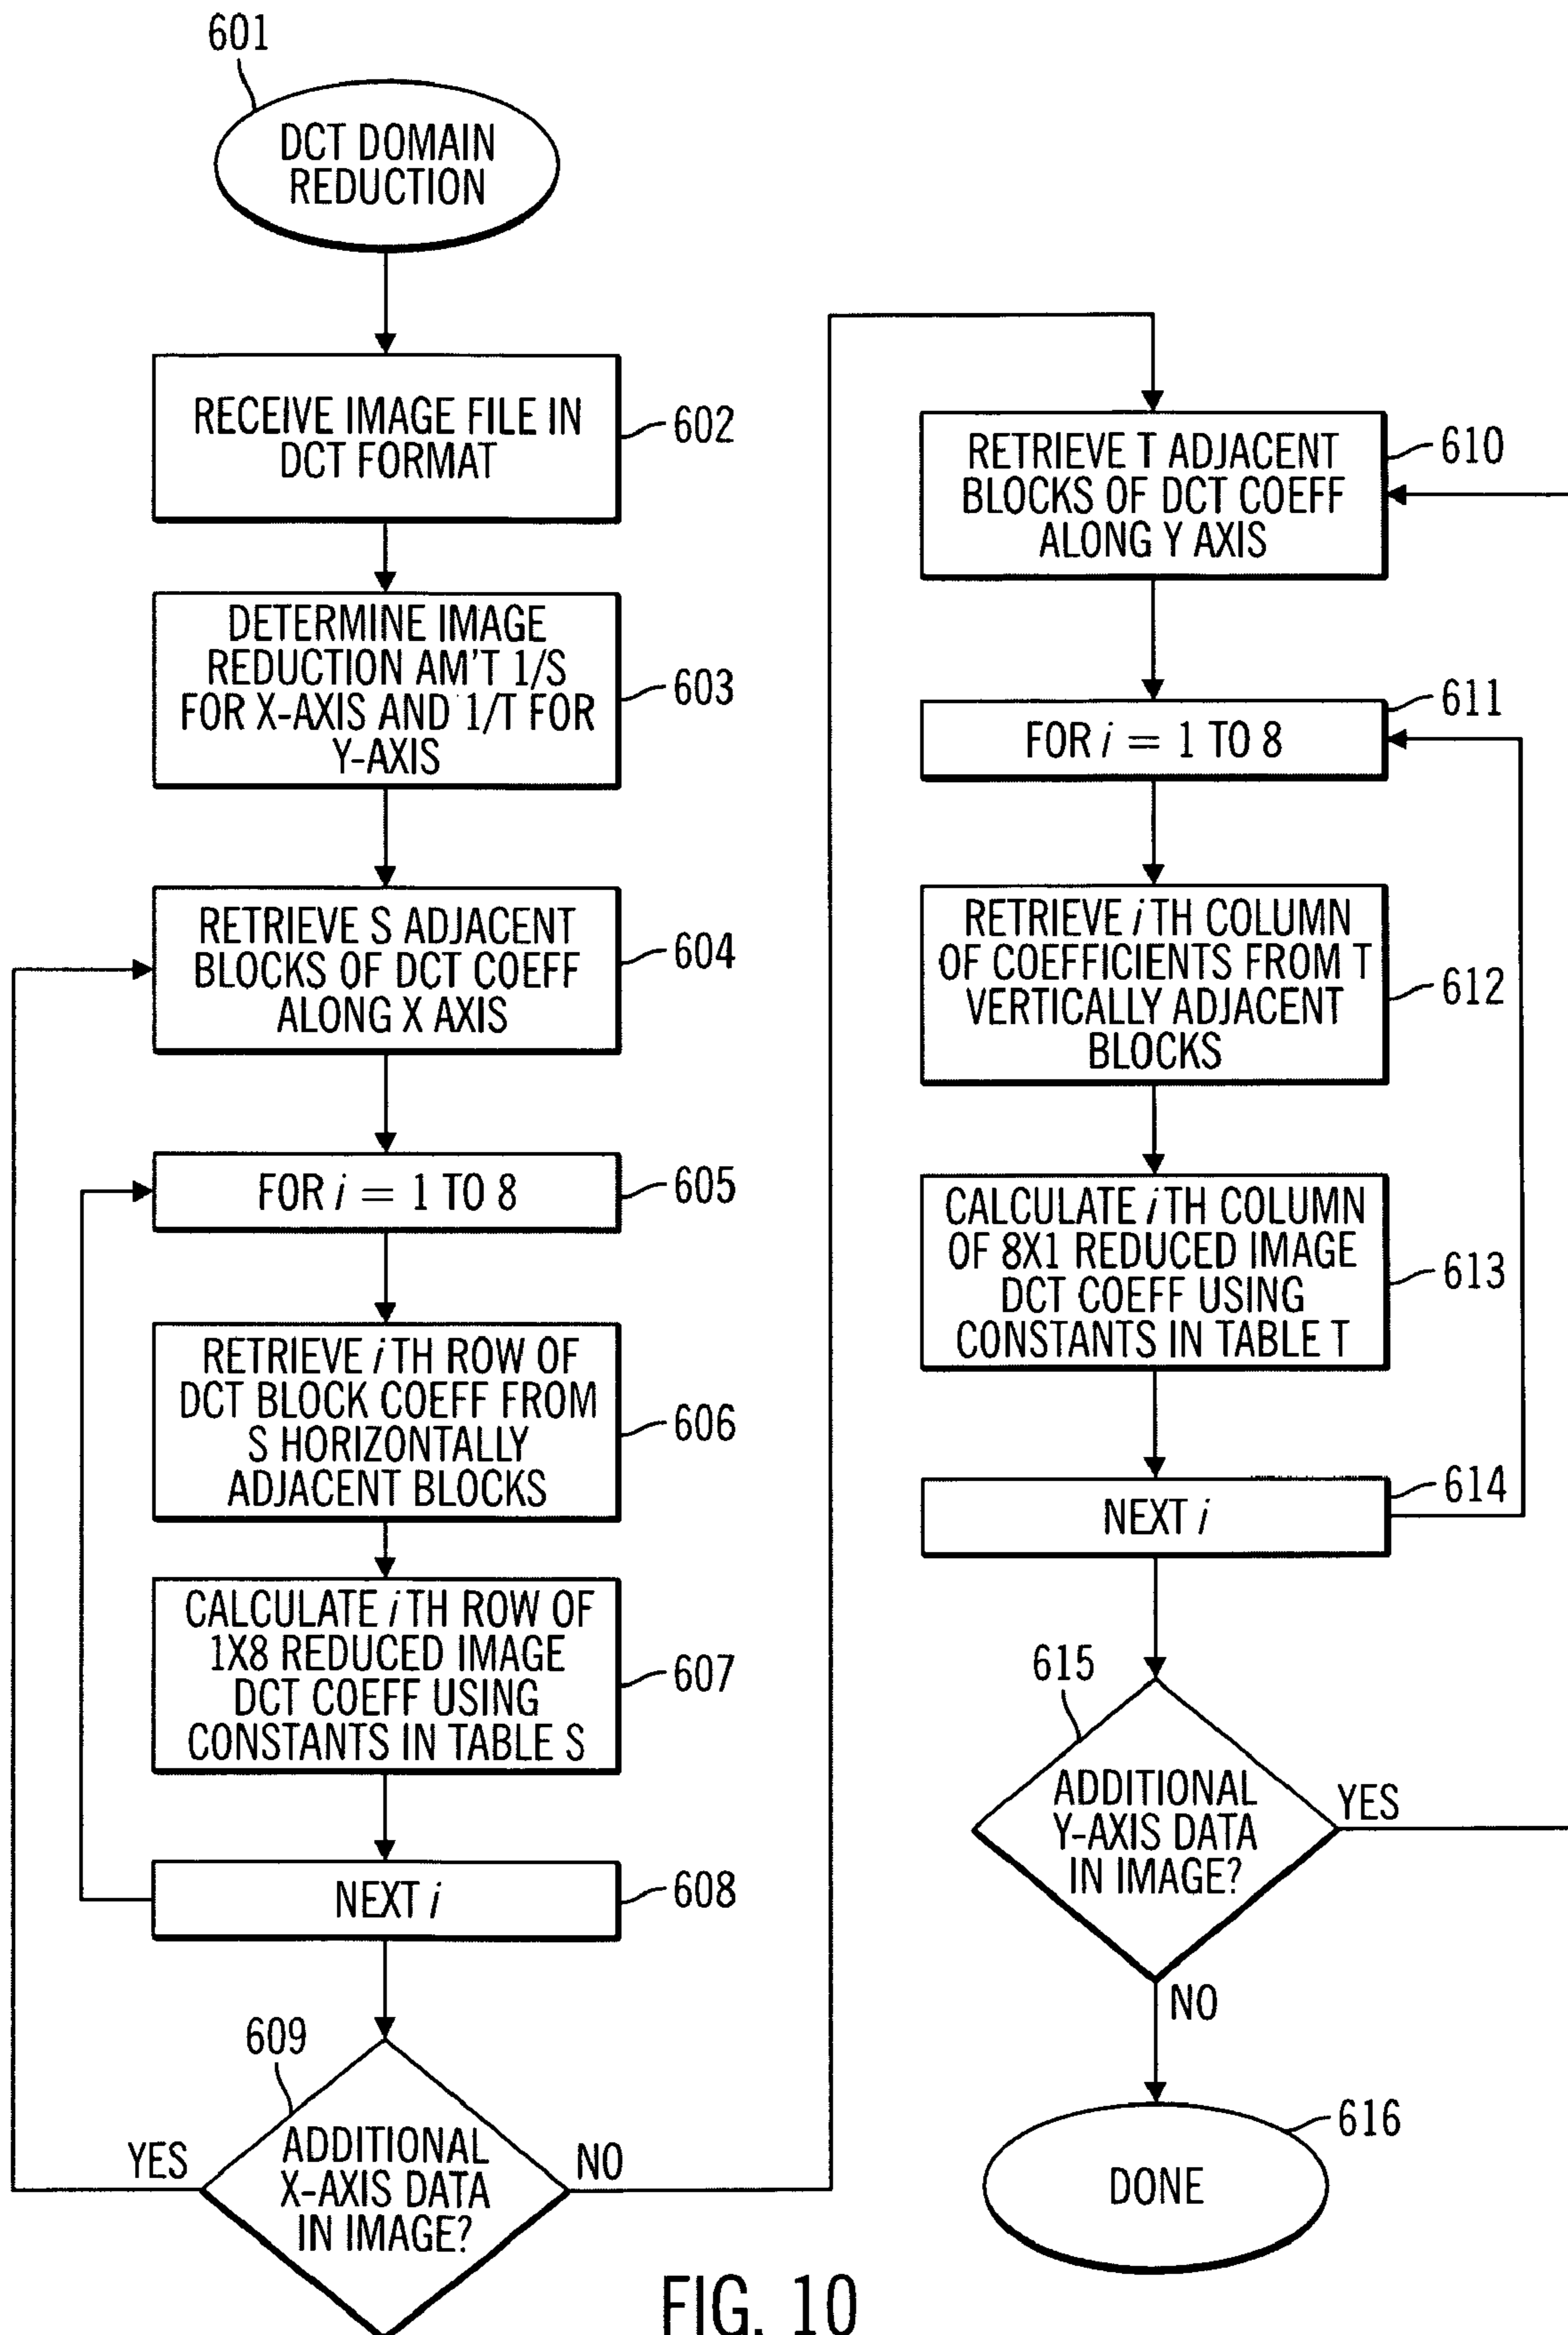 601
DCT DOMAIN
REDUCTION
RECEIVE IMAGE FILE IN
DCT FORMAT
602
DETERMINE IMAGE
REDUCTION AM'T 1/S
FOR X-AXIS AND 1/T FOR
Y-AXIS
603
RETRIEVE S ADJACENT
BLOCKS OF DCT COEFF
ALONG X AXIS
604
FOR i = 1 TO 8
605
RETRIEVE i TH ROW OF
DCT BLOCK COEFF FROM
S HORIZONTALLY
ADJACENT BLOCKS
606
CALCULATE i TH ROW OF
1X8 REDUCED IMAGE
DCT COEFF USING
CONSTANTS IN TABLE S
607
NEXT i
608
609
ADDITIONAL
X-AXIS DATA
IN IMAGE?
YES
NO
RETRIEVE T ADJACENT
BLOCKS OF DCT COEFF
ALONG Y AXIS
610
FOR i = 1 TO 8
611
RETRIEVE i TH COLUMN
OF COEFFICIENTS FROM T
VERTICALLY ADJACENT
BLOCKS
612
CALCULATE i TH COLUMN
OF 8X1 REDUCED IMAGE
DCT COEFF USING
CONSTANTS IN TABLE T
613
NEXT i
614
615
ADDITIONAL
Y-AXIS DATA
IN IMAGE?
YES
NO
616
DONE
FIG. 10